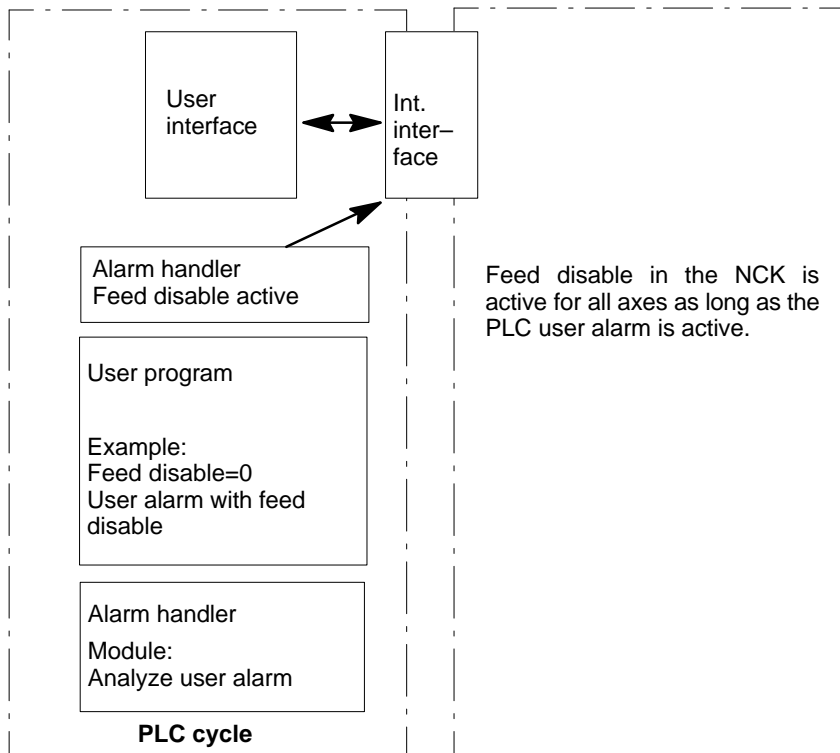 User
interface
Int.
inter–
face
Alarm handler
Feed disable active
Feed disable in the NCK is
active for all axes as long as the
PLC user alarm is active.
User program
Example:
Feed disable=0
User alarm with feed
disable
Alarm handler
Module:
Analyze user alarm
PLC cycle